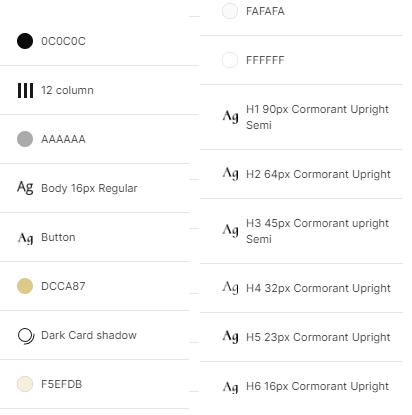 0C0C0C
12 column
AAAAAA
Ag Body 16px Regular
Ag Button
DCCA87
Dark Card shadow
F5EFDB
FAFAFA
FFFFFF
Ag H1 90px Cormorant Upright
Semi
Ag H2 64px Cormorant Upright
Ag H3 45px Cormorant upright
Semi
Ag H4 32px Cormorant Upright
Ag H5 23px Cormorant Upright
Ag H6 16px Cormorant Upright